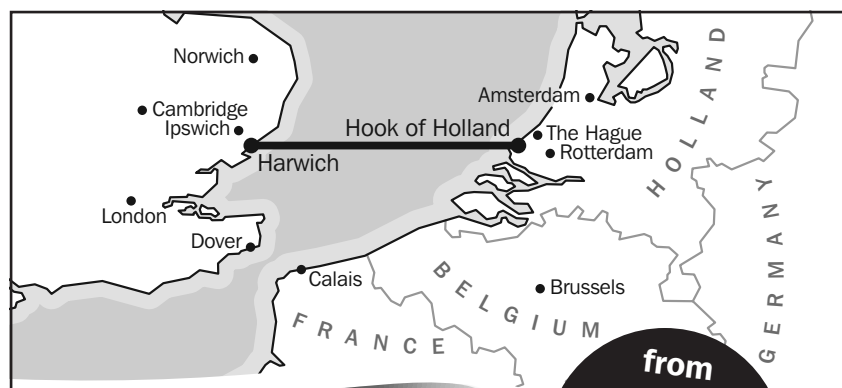 Norwich
Cambridge
Ipswich
Harwich
London
Dover
Calais
Hook of Holland
Amsterdam
The Hague
Rotterdam
HOLLAND
GERMANY
BELGIUM
Brussels
FRANCE
from